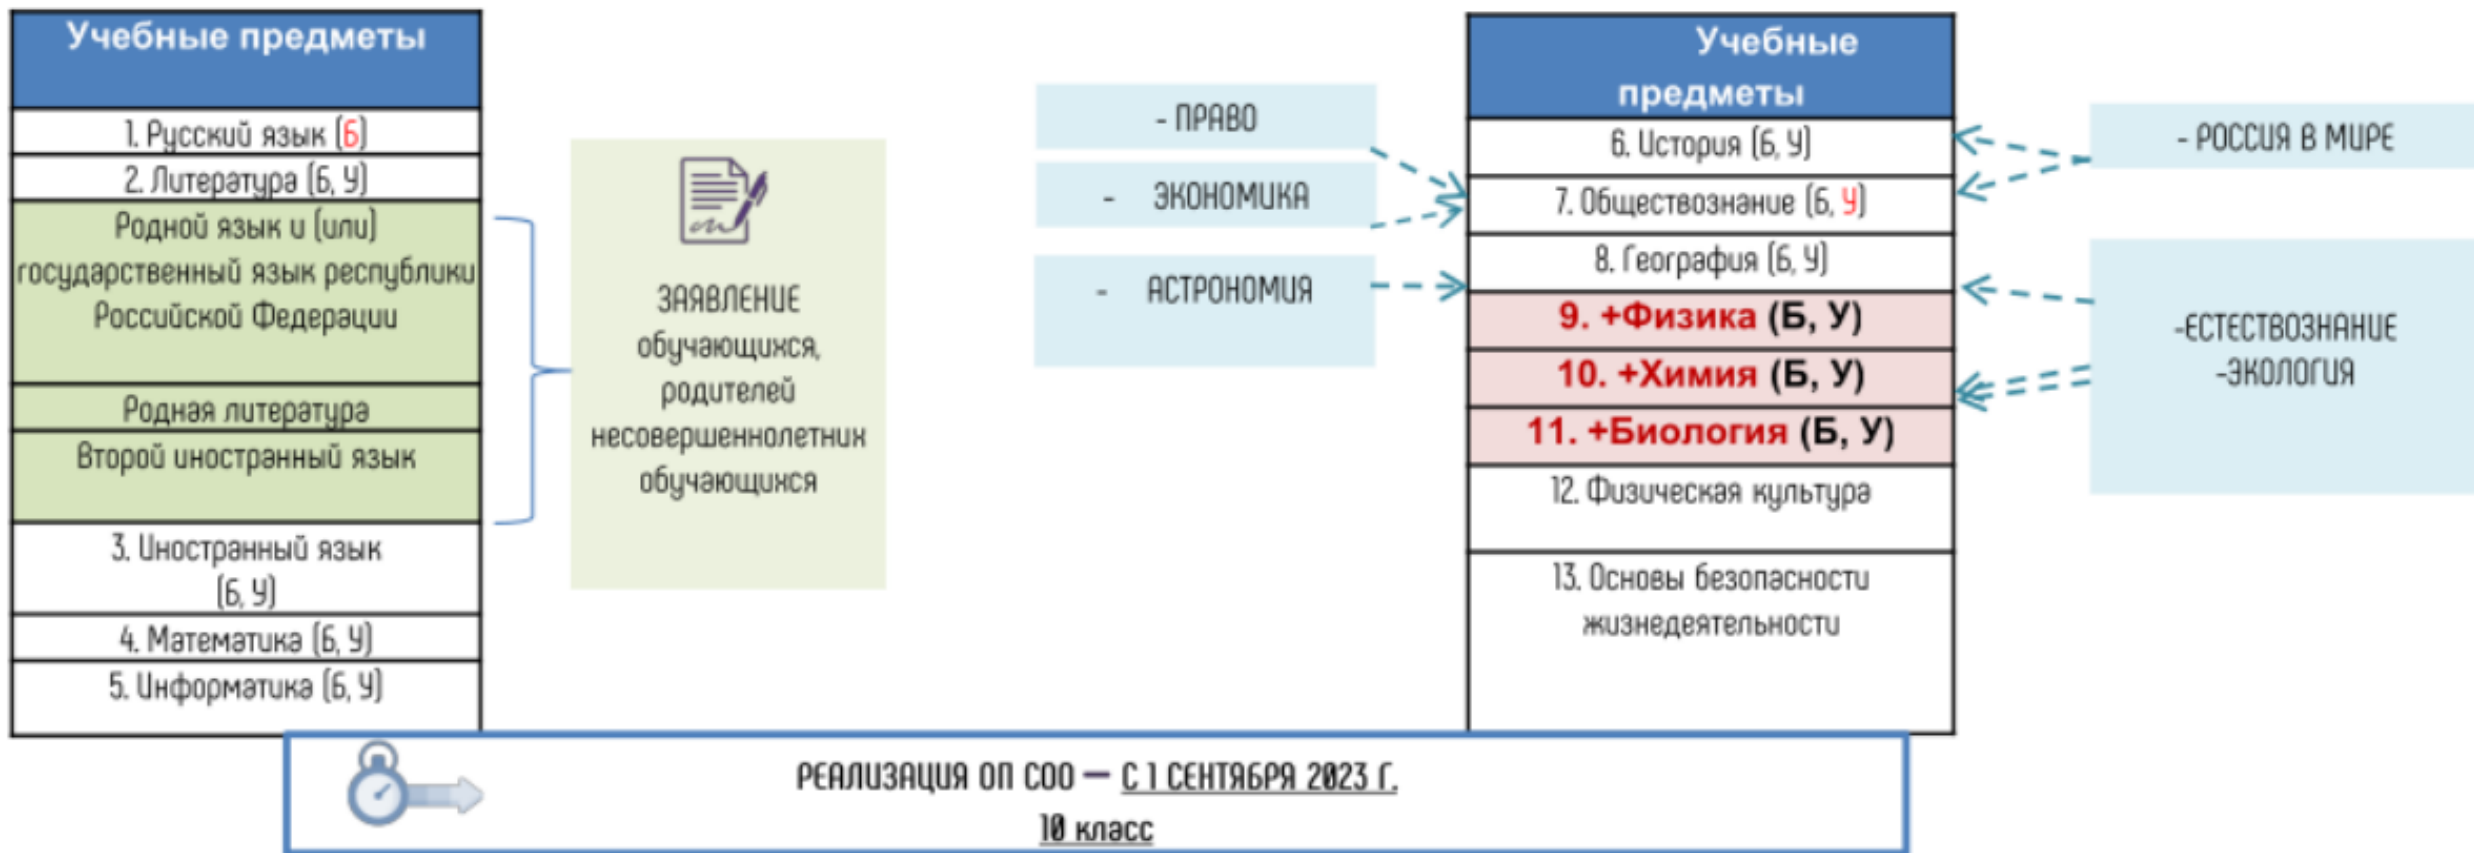 Учебные предметы
1. Русский язык (Б)
2. Литература (Б, У)
Родной язык и (или)
государственный язык республики
Российской Федерации
Родная литература
Второй иностранный язык
3. Иностранный язык
(Б, У)
4. Математика (Б, У)
5. Информатика (Б, У)
ЗАЯВЛЕНИЕ
обучающихся,
родителей
несовершеннолетних
обучающихся
- ПРАВО
- ЭКОНОМИКА
- АСТРОНОМИЯ
Учебные
предметы
6. История (Б, У)
7. Обществознание (Б, У)
8. География (Б, У)
9. +Физика (Б, У)
10. +Химия (Б, У)
11. +Биология (Б, У)
12. Физическая культура
13. Основы безопасности
жизнедеятельности
- РОССИЯ В МИРЕ
-ЕСТЕСТВОЗНАНИЕ
-ЭКОЛОГИЯ
РЕАЛИЗАЦИЯ ОП СОО — С 1 СЕНТЯБРЯ 2023 Г.
10 класс